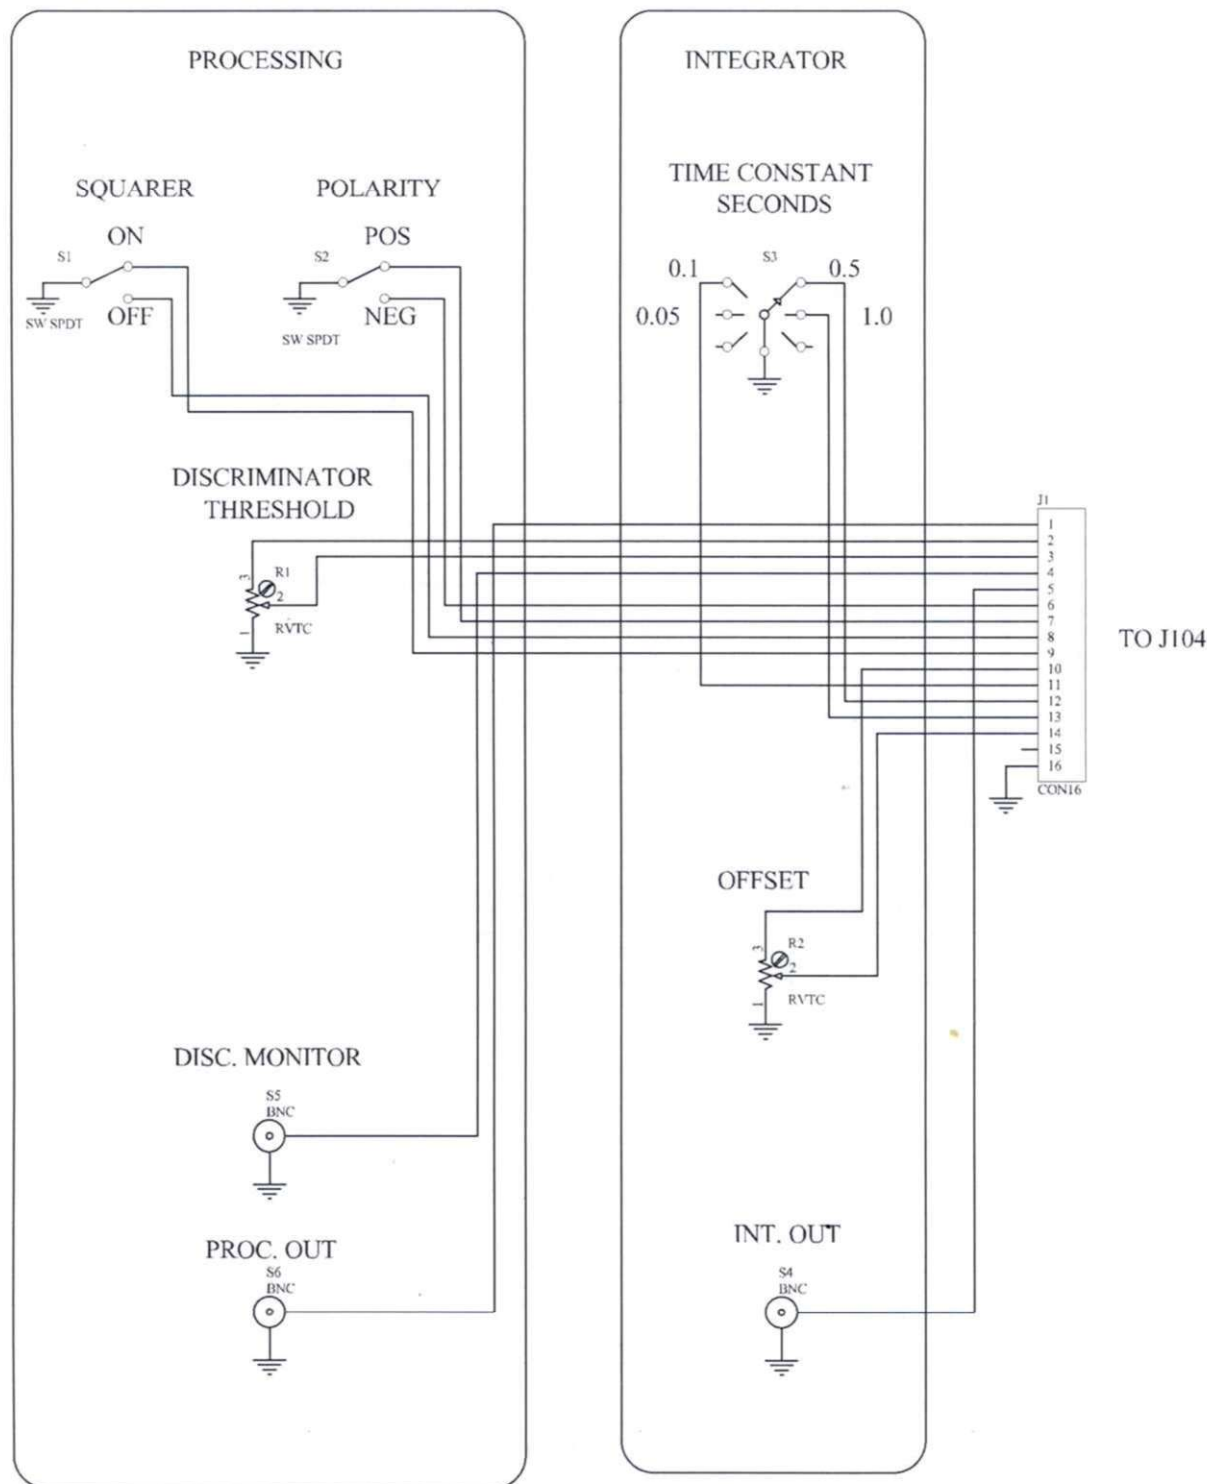 PROCESSING
INTEGRATOR
SQUARER
POLARITY
ON
POS
S1
S2
OFF
NEG
SW SPDT
SW SPDT
TIME CONSTANT
SECONDS
S3
0.1
0.5
0.05
1.0
DISCRIMINATOR
THRESHOLD
3
R1
2
1
RVTC
J1
1
2
3
4
5
6
7
8
9
10
11
12
13
14
15
16
CON16
TO J104
OFFSET
3
R2
2
1
RVTC
DISC. MONITOR
S5
BNC
PROC. OUT
S6
BNC
INT. OUT
S4
BNC